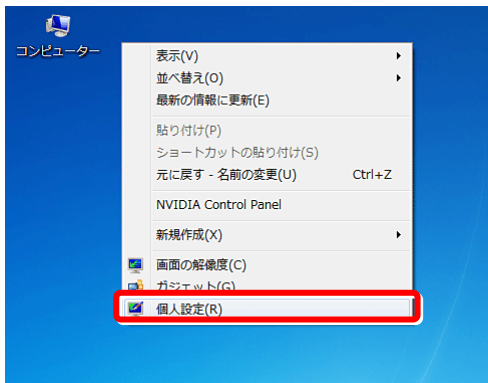 コンピューター
表示(V)
並べ替え(O)
最新の情報に更新(E)
貼り付け(P)
ショートカットの貼り付け(S)
元に戻す - 名前の変更(U) Ctrl+Z
NVIDIA Control Panel
新規作成(X)
画面の解像度(C)
ガジェット(G)
個人設定(R)